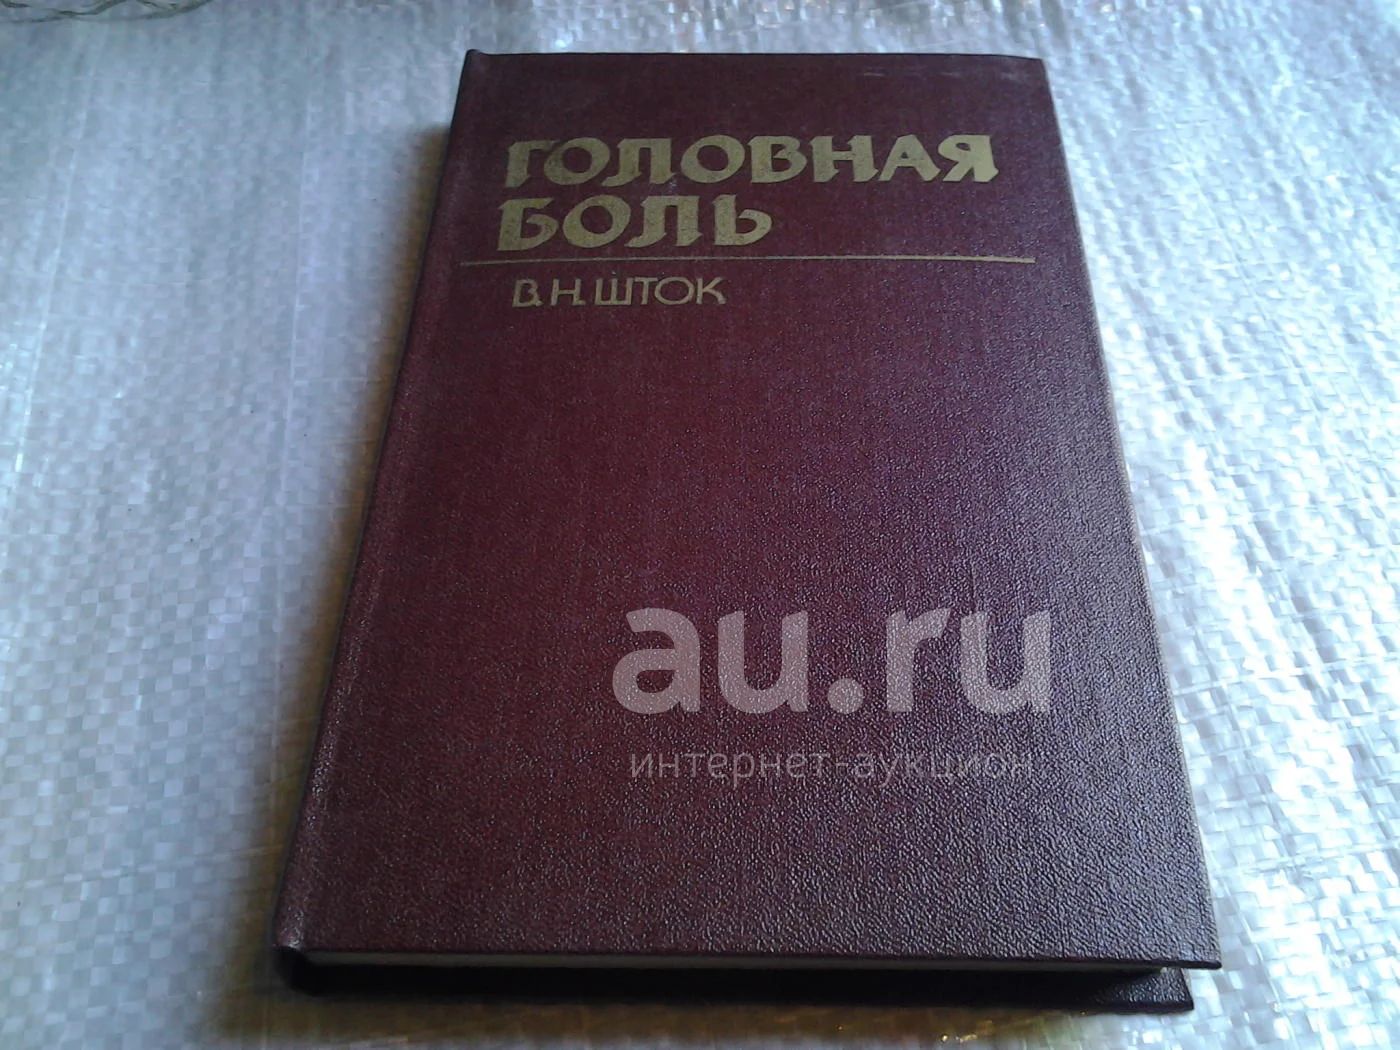 ГОЛОВНАЯ
БОЛЬ
В. Н. ШТОК
au.ru
интернет-аукцион